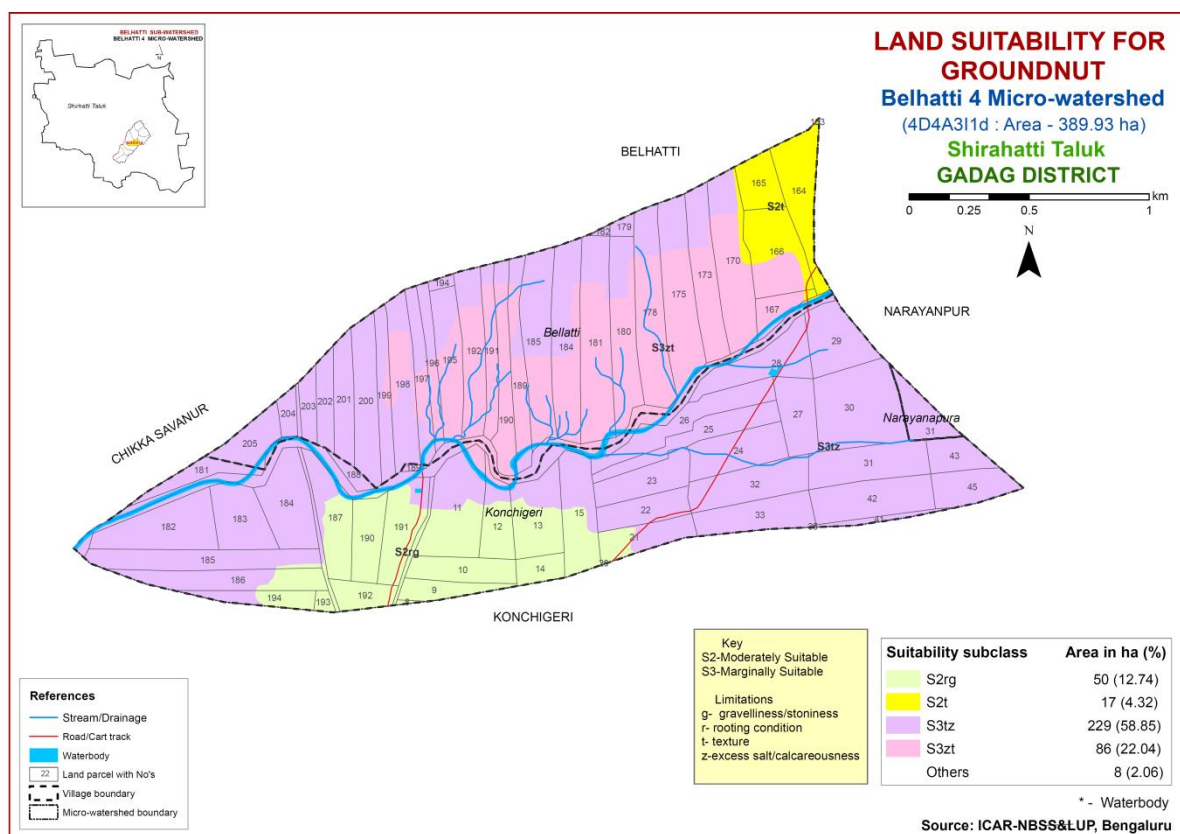 BELHATTI SUB-WATERSHED
BELHATTI 4 MICRO-WATERSHED
N
Shirhatti Taluk
LAND SUITABILITY FOR
GROUNDNUT
Belhatti 4 Micro-watershed
(4D4A3I1d : Area - 389.93 ha)
Shirahatti Taluk
GADAG DISTRICT
km
0 0.25 0.5 1
N
BELHATTI
165 164
S2t
166
182 179
170
173
175
178
167
194
NARAYANPUR
Bellatti
185 184 181 180
S3zt
192 191
196 195
198 197
199
200
201
202
203
204
189
190
28 29
30
27
Narayanapura
31
CHIKKA SAVANUR
205
181
188
26
25
24
S3tz
31
43
23
32
42
45
22
33
184
183
182
187
190
191
11
Konchigeri
12 13 15
21
S2rg
185
186
10
14
194 193 192
9
KONCHIGERI
Key
S2-Moderately Suitable
S3-Marginally Suitable
Limitations
g- gravelliness/stoniness
r- rooting condition
t- texture
z-excess salt/calcareousness
Suitability subclass Area in ha (%)
S2rg 50 (12.74)
S2t 17 (4.32)
S3tz 229 (58.85)
S3zt 86 (22.04)
Others 8 (2.06)
* - Waterbody
Source: ICAR-NBSS&LUP, Bengaluru
References
Stream/Drainage
Road/Cart track
Waterbody
22 Land parcel with No's
Village boundary
Micro-watershed boundary